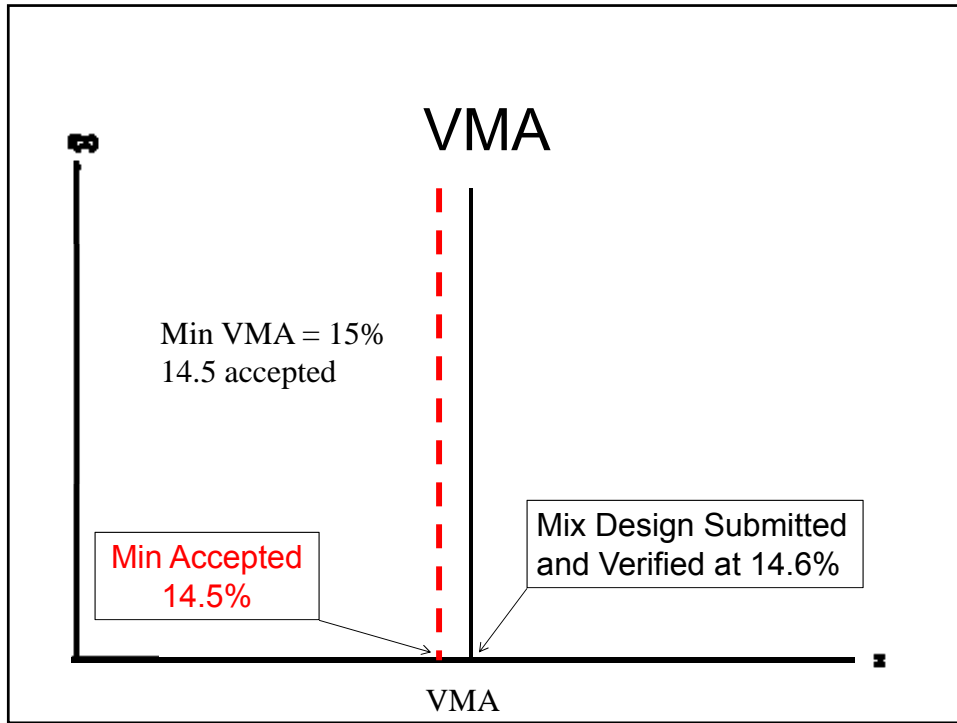 VMA
Min VMA = 15%
14.5 accepted
Mix Design Submitted
and Verified at 14.6%
Min Accepted
14.5%
VMA